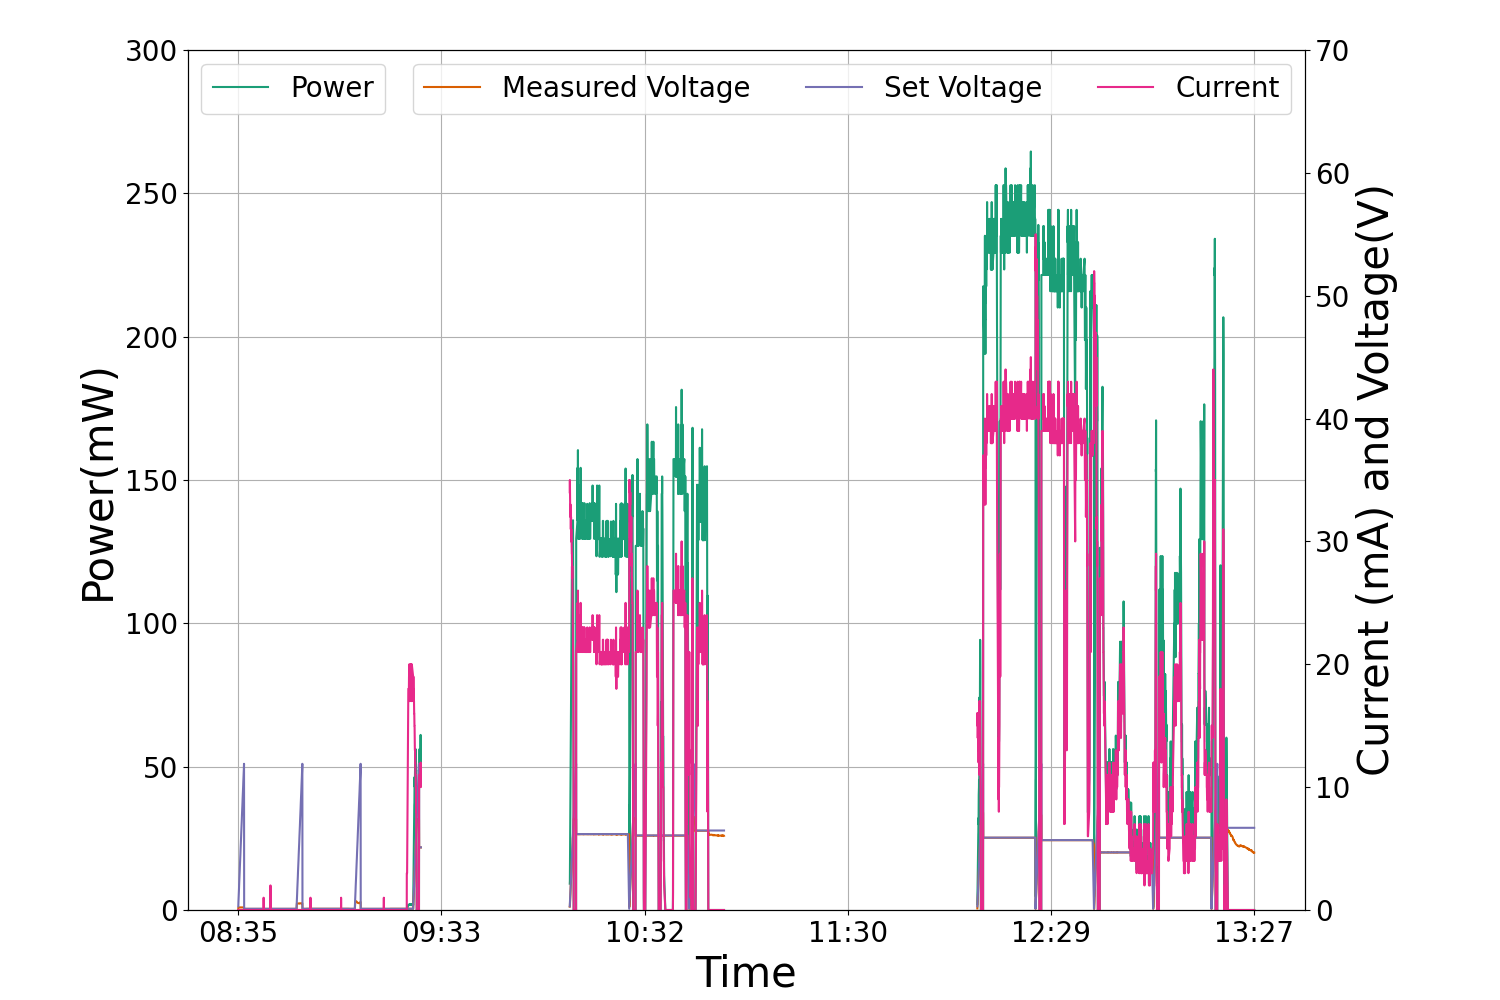 300 70
Power Measured Voltage Set Voltage Current
250 60
200 50
150 40
100 30
50 20
0 10
0
08:35 09:33 10:32 11:30 12:29 13:27
Time
Power(mW)
Current (mA) and Voltage(V)